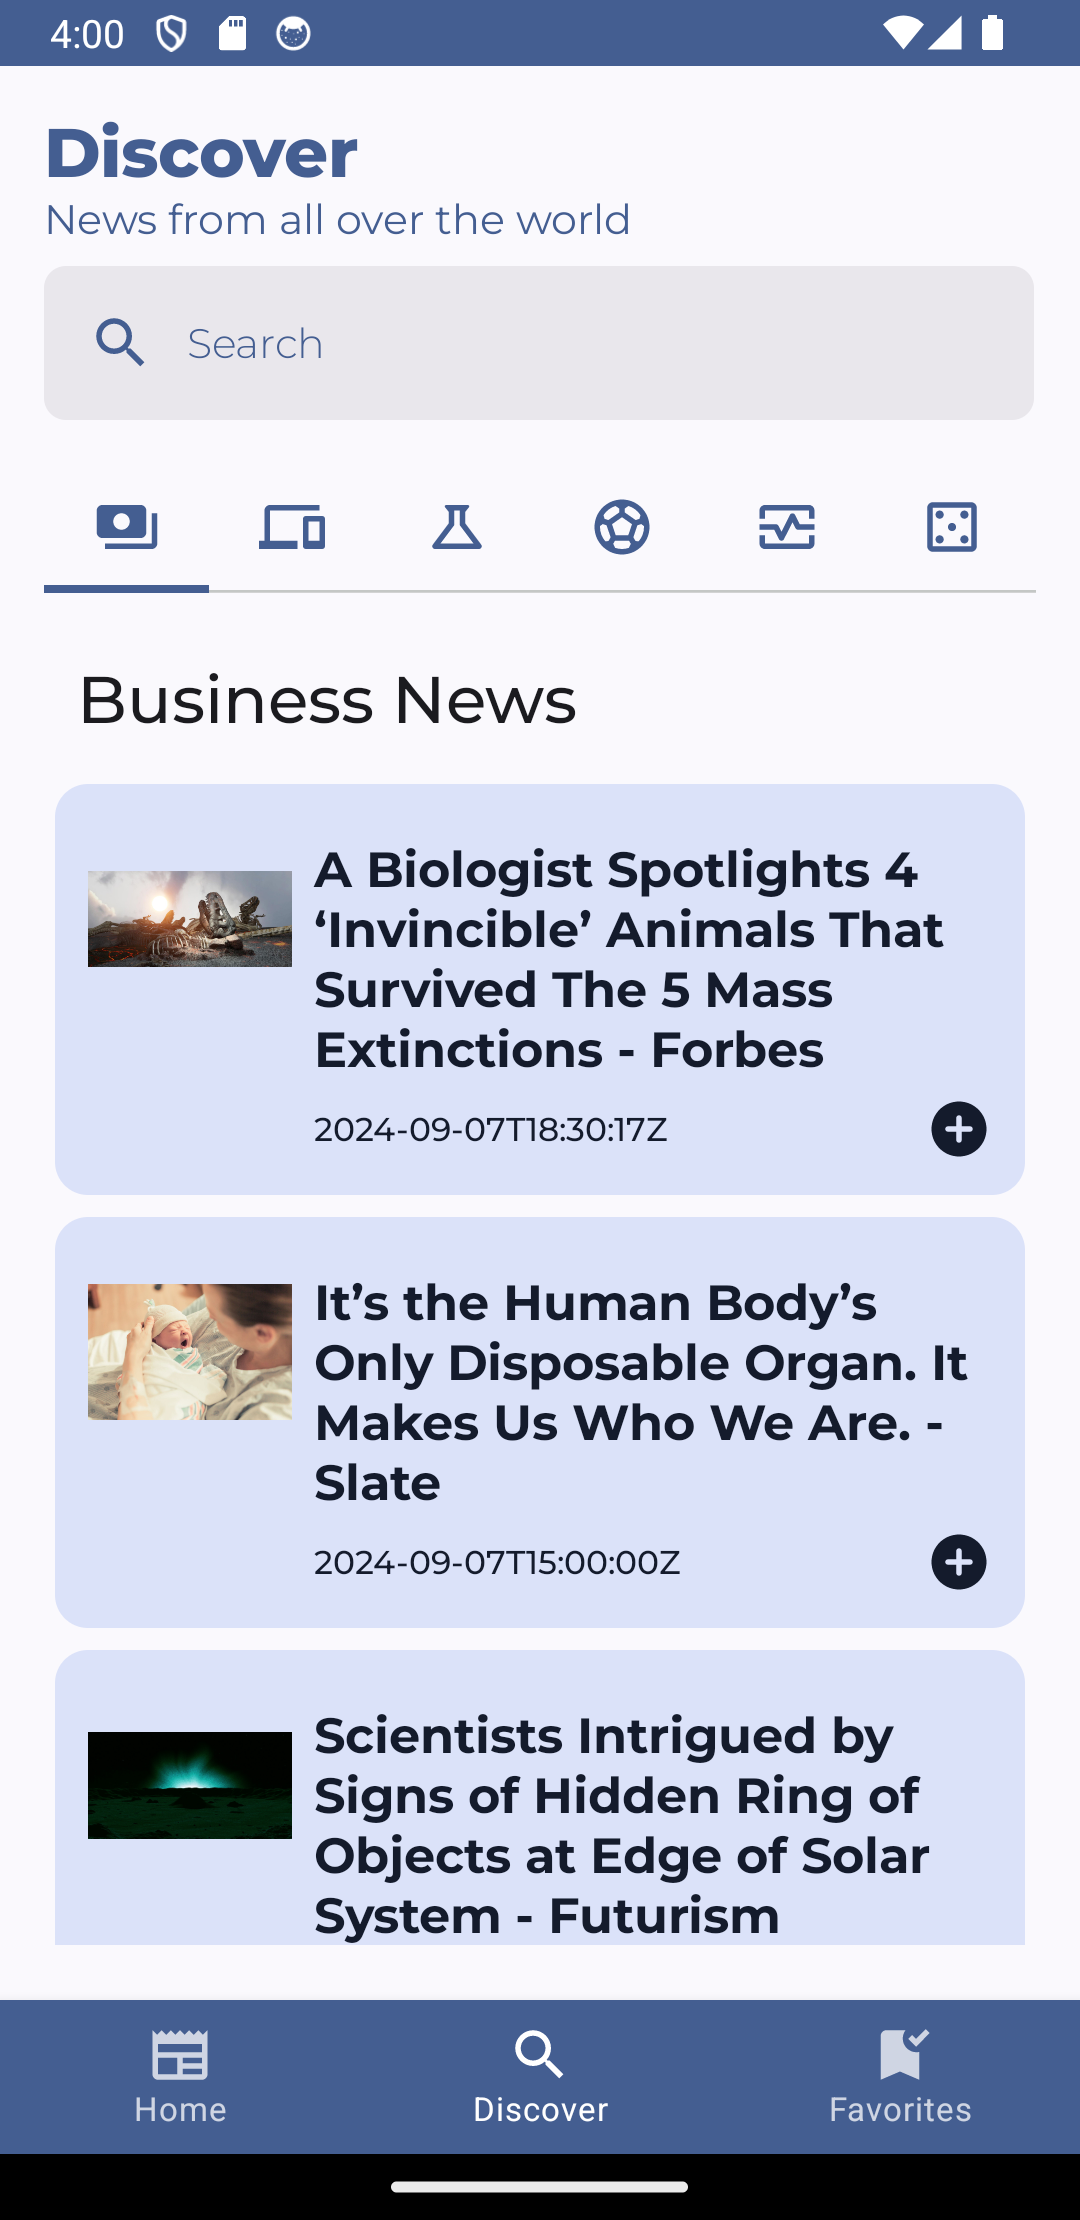 4:00
Discover
News from all over the world
Search
Business News
A Biologist Spotlights 4
‘Invincible’ Animals That
Survived The 5 Mass
Extinctions - Forbes
2024-09-07T18:30:17Z
It’s the Human Body’s
Only Disposable Organ. It
Makes Us Who We Are. -
Slate
2024-09-07T15:00:00Z
Scientists Intrigued by
Signs of Hidden Ring of
Objects at Edge of Solar
System - Futurism
Home
Discover
Favorites